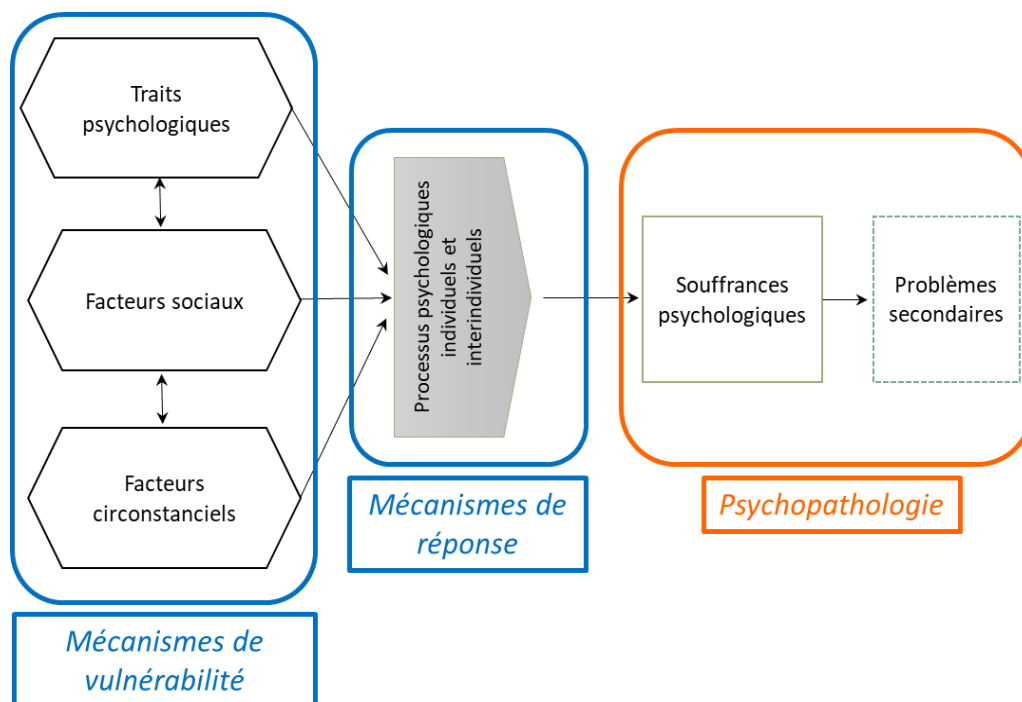 Traits
psychologiques
Facteurs sociaux
Facteurs
circonstanciels
Mécanismes de
vulnérabilité
Processus psychologiques
individuels et
interindividuels
Mécanismes de
réponse
Souffrances
psychologiques
Problèmes
secondaires
Psychopathologie